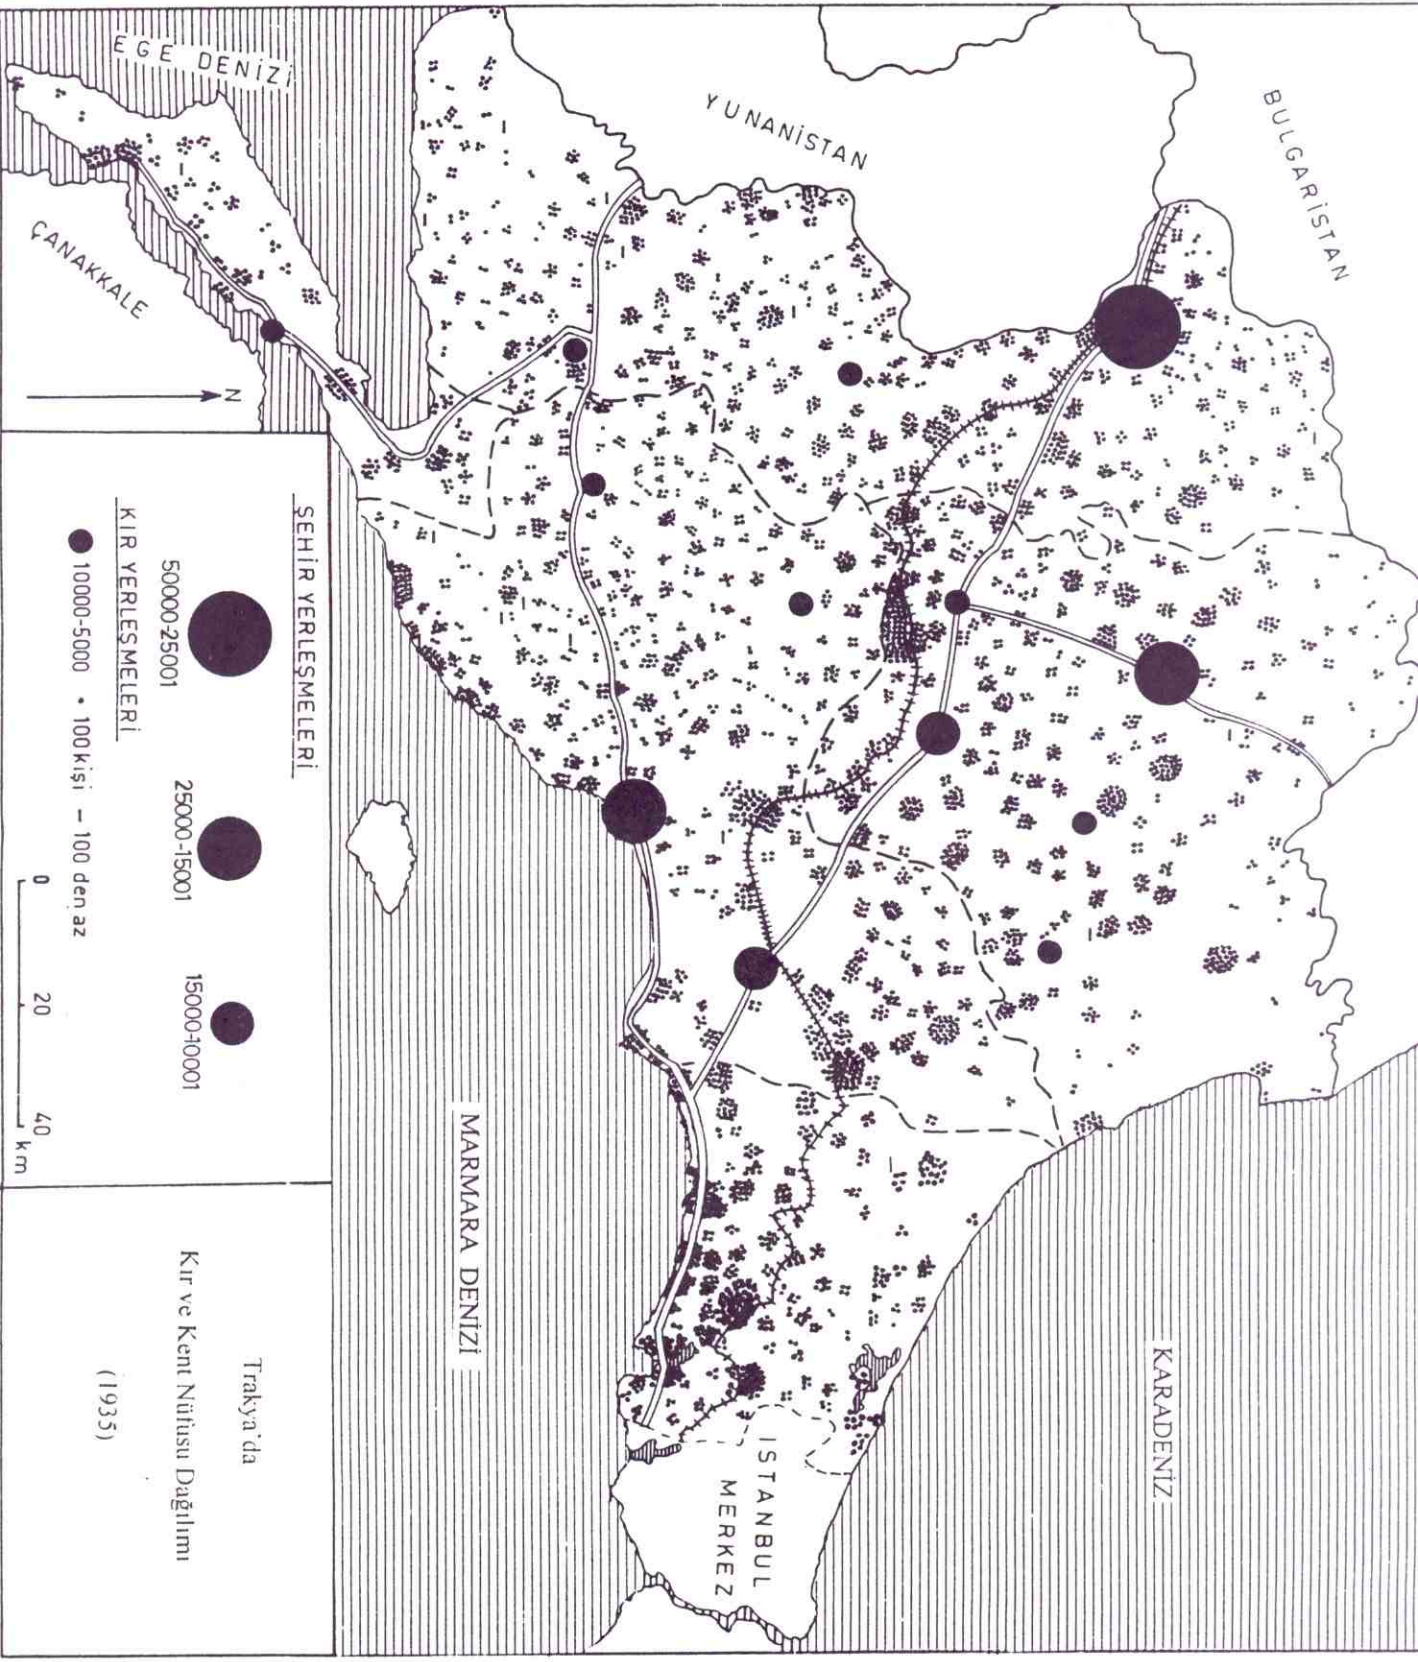 BULGARİSTAN
YUNANİSTAN
KARADENİZ
EGE DENİZİ
ÇANAKKALE
MARMARA DENİZİ
ISTANBUL
MERKEZ
N
ŞEHİR YERLEŞMELERİ
50000-25001
25000-15001
15000-10001
KIR YERLEŞMELERİ
10000-5000 • 100 kişi – 100 den az
0 20 40 km
Trakya'da
Kır ve Kent Nüfusu Dağılımı
(1935)